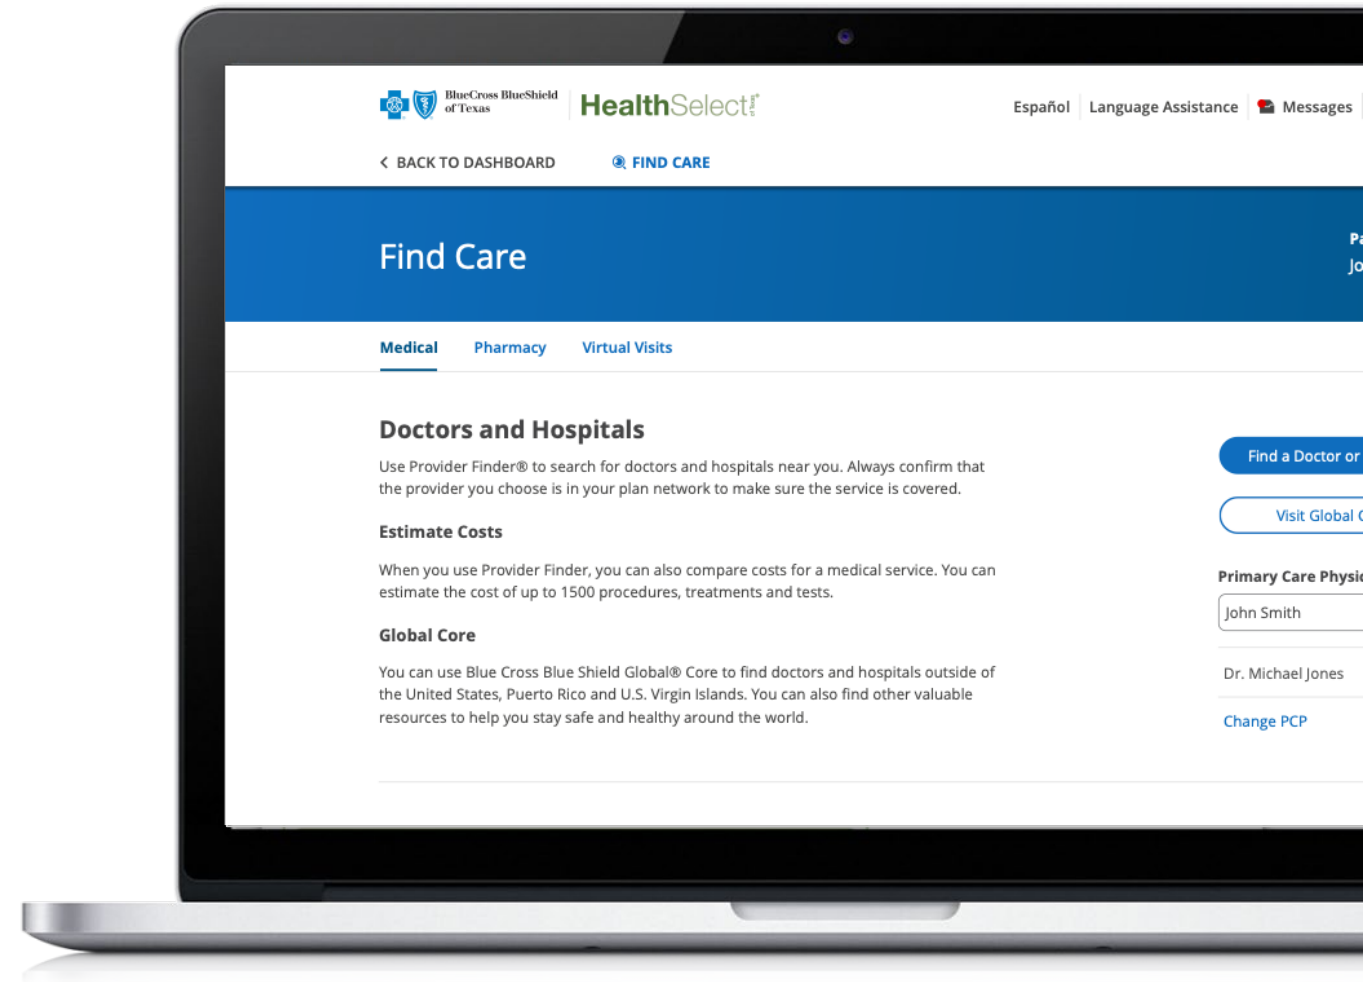 BlueCross BlueShield
of Texas
HealthSelect
Español
Language Assistance
Messages
BACK TO DASHBOARD
FIND CARE
Find Care
Medical
Pharmacy
Virtual Visits
Doctors and Hospitals
Use Provider Finder® to search for doctors and hospitals near you. Always confirm that
the provider you choose is in your plan network to make sure the service is covered.
Estimate Costs
When you use Provider Finder, you can also compare costs for a medical service. You can
estimate the cost of up to 1500 procedures, treatments and tests.
Global Core
You can use Blue Cross Blue Shield Global® Core to find doctors and hospitals outside of
the United States, Puerto Rico and U.S. Virgin Islands. You can also find other valuable
resources to help you stay safe and healthy around the world.
Find a Doctor or
Visit Global
Primary Care
John Smith
Dr. Michael Jones
Change PCP